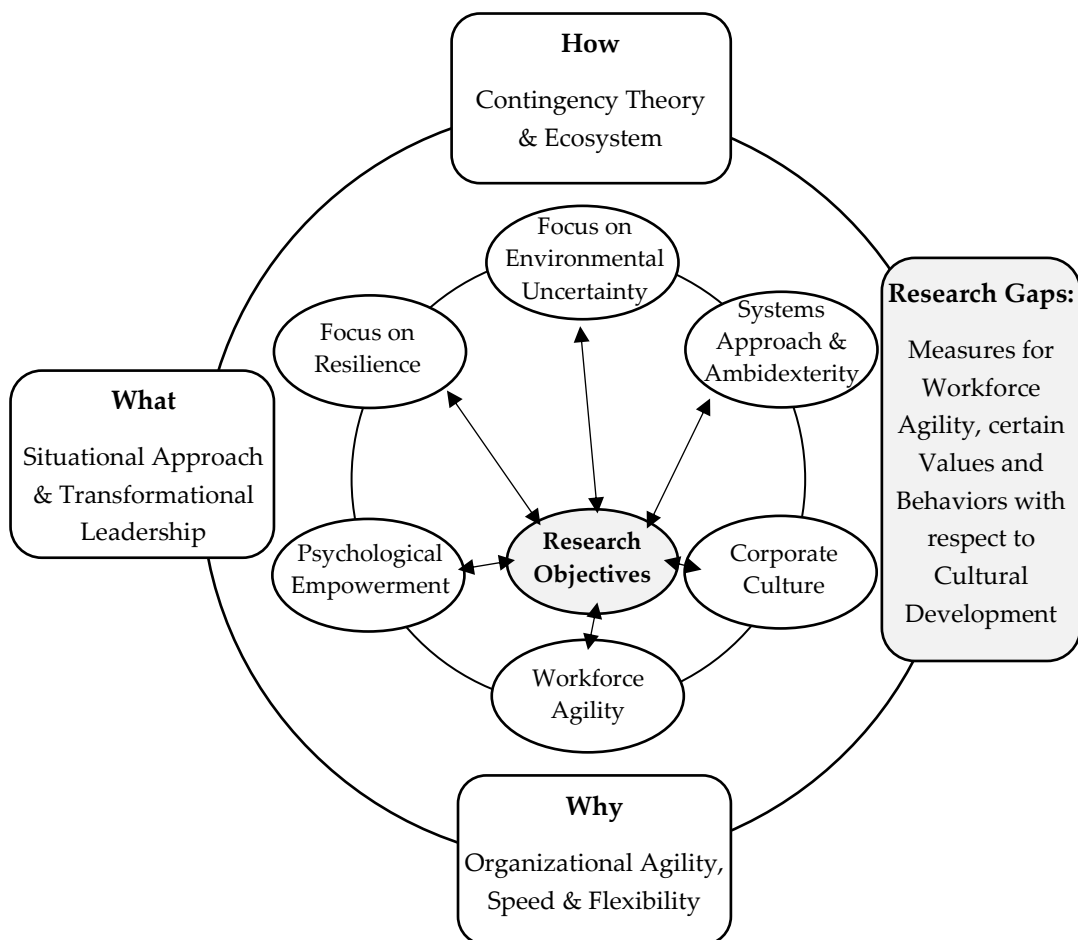 How
Contingency Theory
& Ecosystem
Focus on
Environmental
Uncertainty
Systems
Approach &
Ambidexterity
Focus on
Resilience
Research Gaps:
Measures for
Workforce
Agility, certain
Values and
Behaviors with
respect to
Cultural
Development
What
Situational Approach
& Transformational
Leadership
Research
Objectives
Psychological
Empowerment
Corporate
Culture
Workforce
Agility
Why
Organizational Agility,
Speed & Flexibility